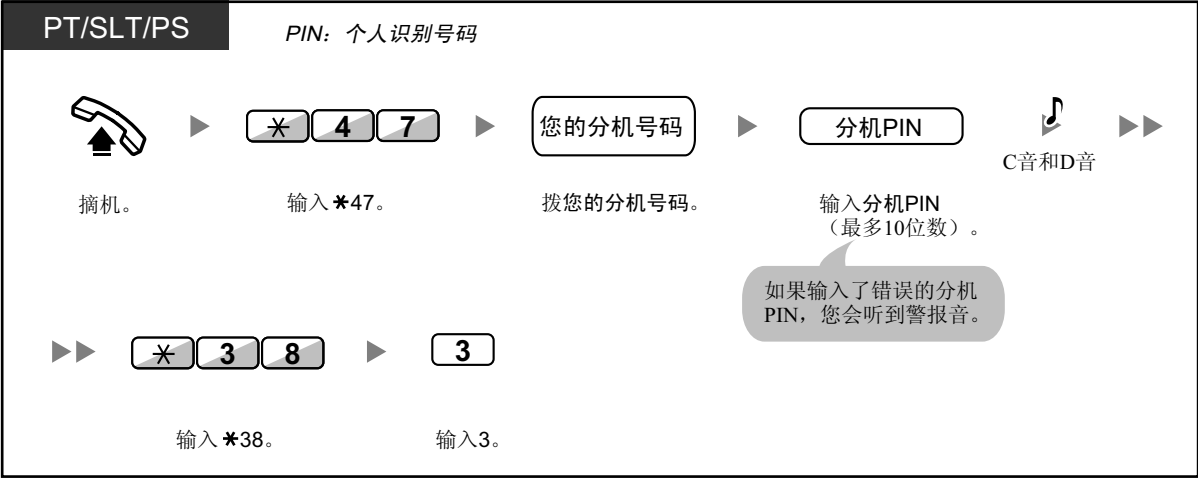 PT/SLT/PS
PIN：个人识别号码
✳ 4 7
您的分机号码
分机PIN
C音和D音
摘机。
输入✳47。
拨您的分机号码。
输入分机PIN
（最多10位数）。
如果输入了错误的分机
PIN，您会听到警报音。
✳ 3 8
3
输入✳38。
输入3。